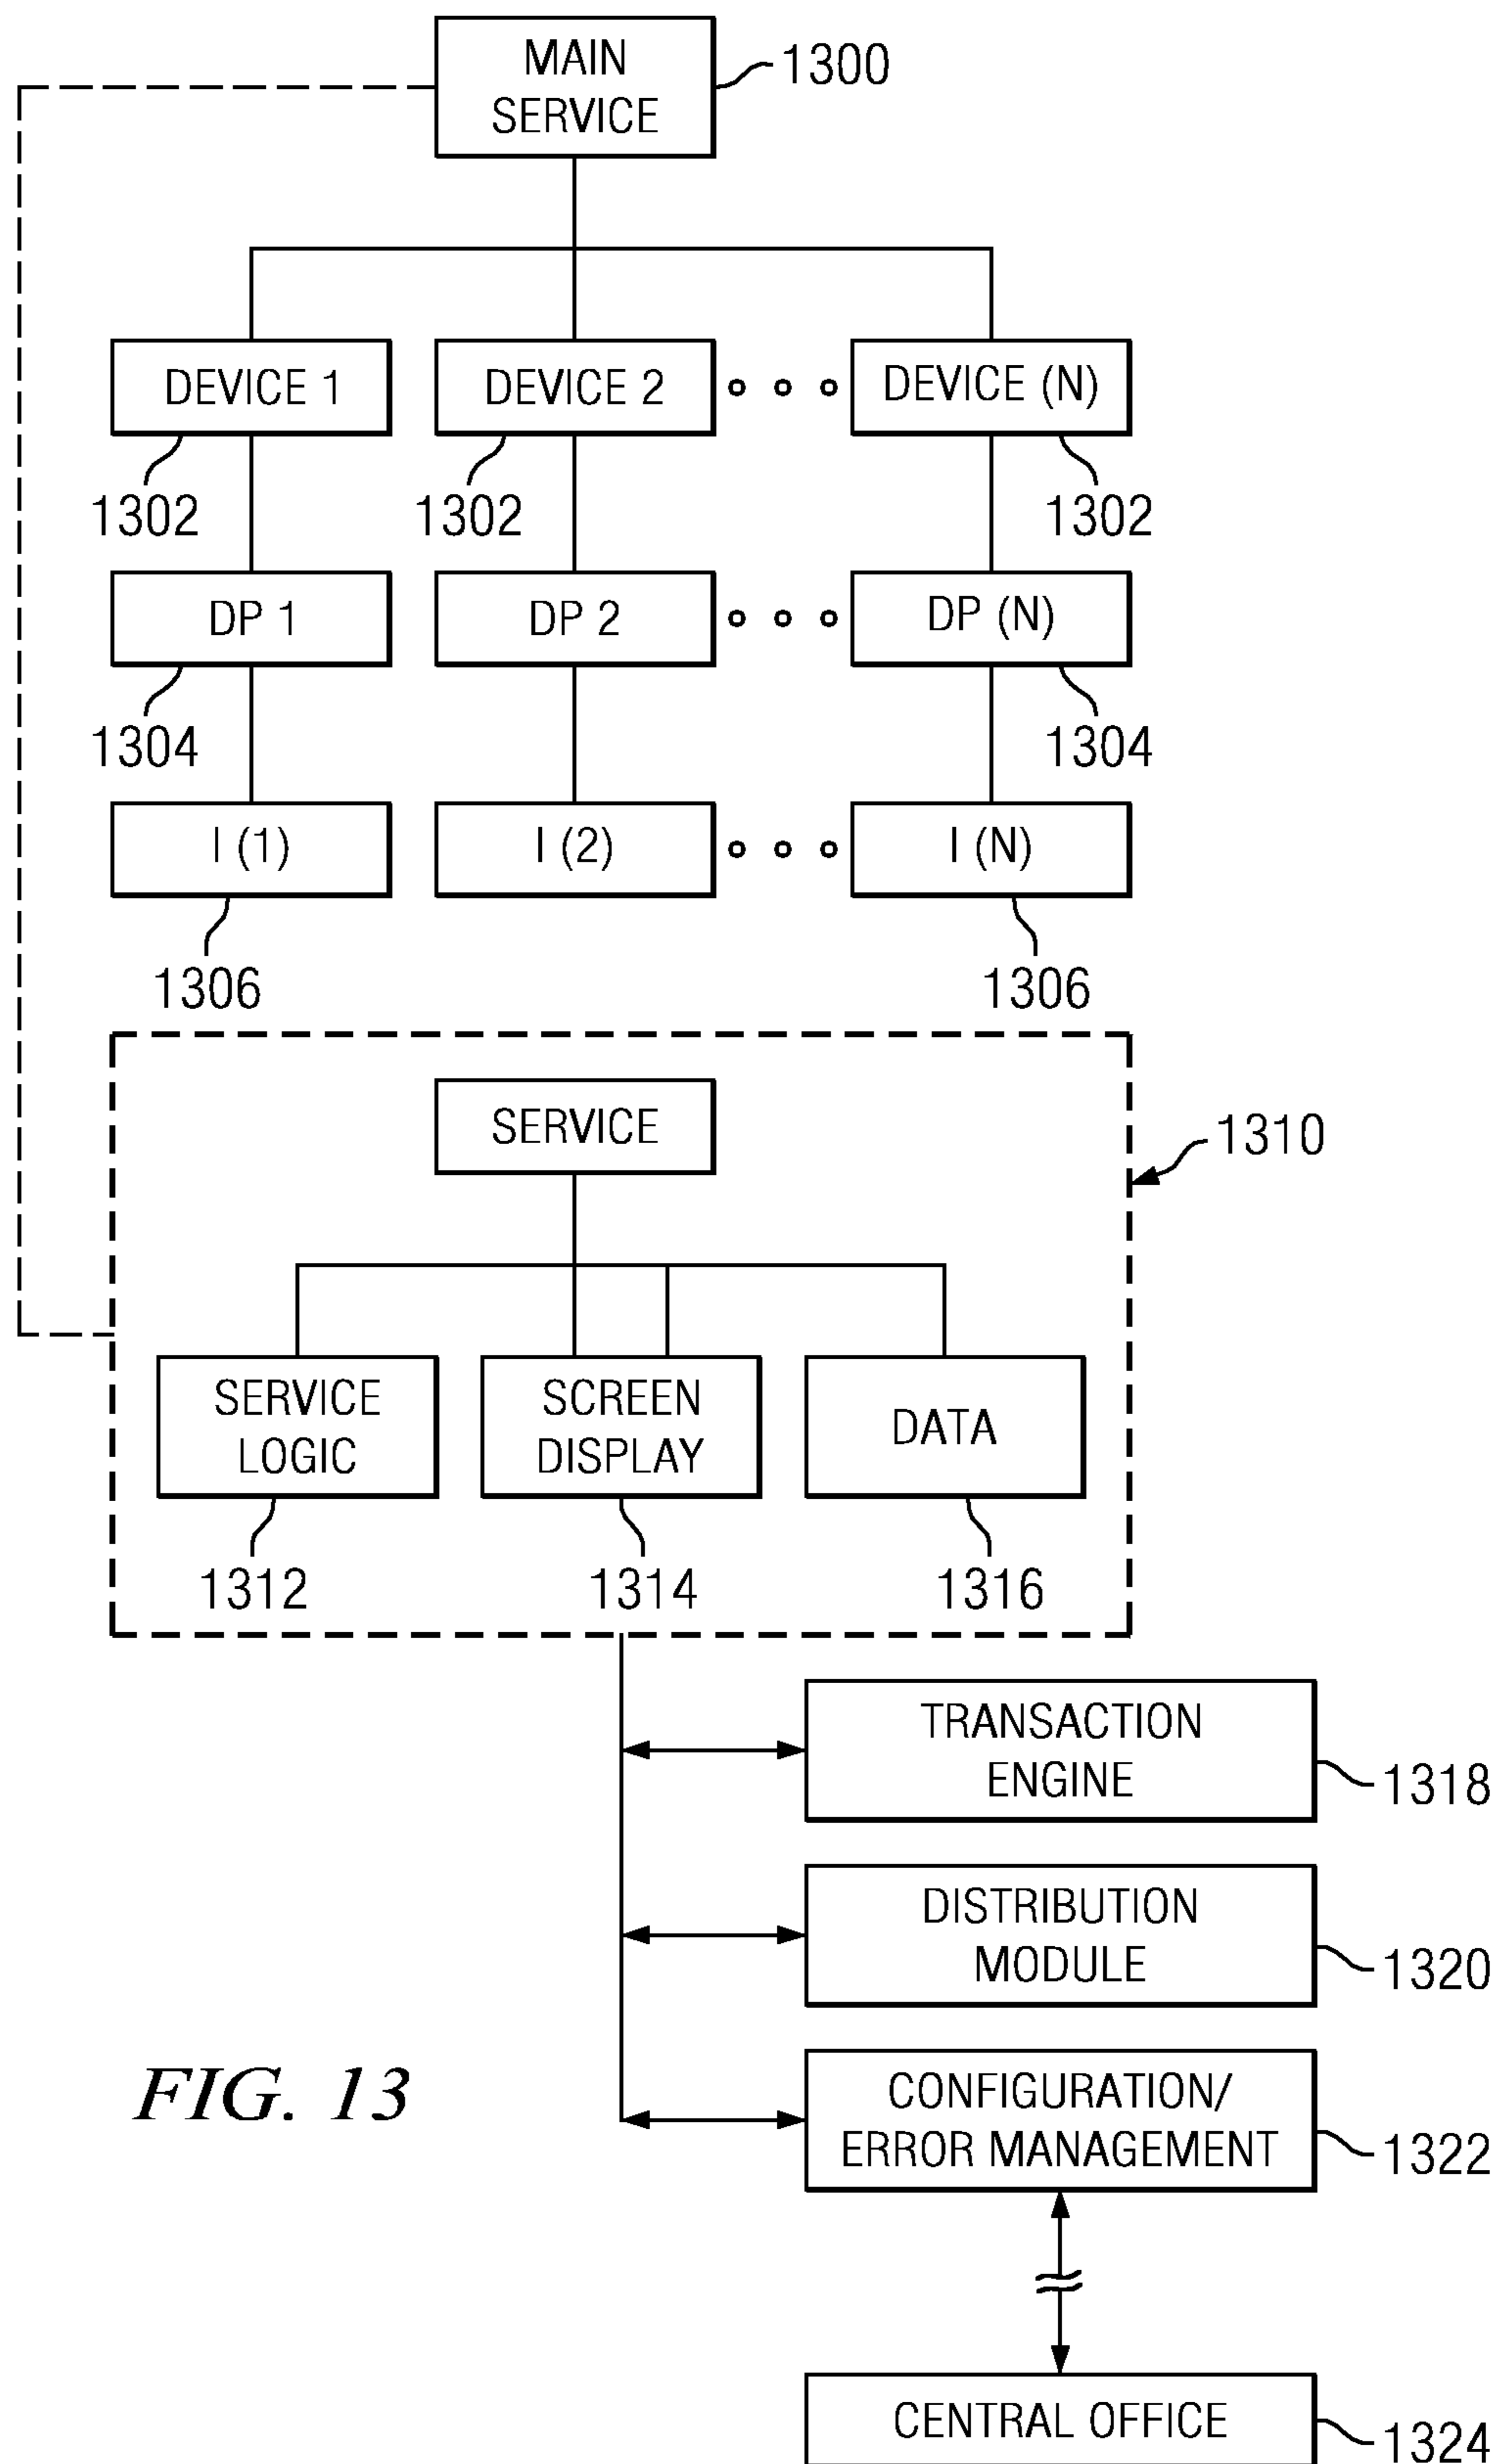 MAIN
SERVICE
1300
DEVICE 1
DEVICE 2
DEVICE (N)
1302
1302
1302
DP 1
DP 2
DP (N)
1304
1304
I (1)
I (2)
I (N)
1306
1306
SERVICE
1310
SERVICE
LOGIC
SCREEN
DISPLAY
DATA
1312
1314
1316
TRANSACTION
ENGINE
1318
DISTRIBUTION
MODULE
1320
CONFIGURATION/
ERROR MANAGEMENT
1322
FIG. 13
CENTRAL OFFICE
1324